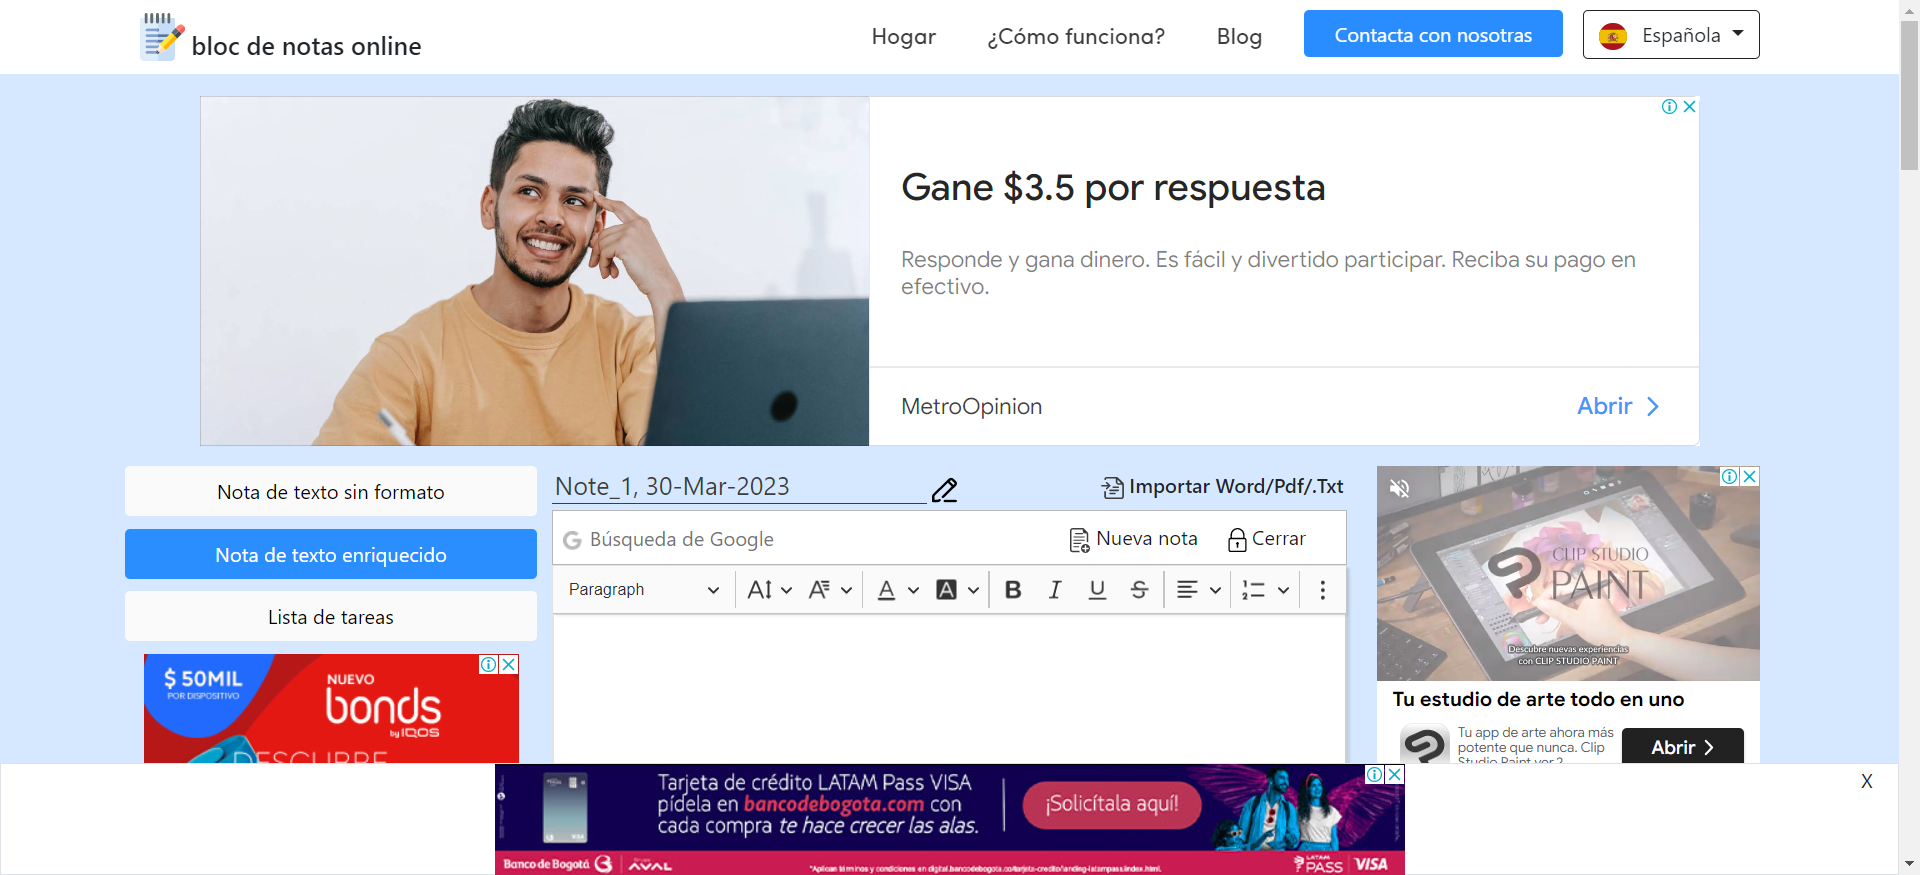 bloc de notas online
Hogar
¿Cómo funciona?
Blog
Contacta con nosotras
Española
Gane $3.5 por respuesta
Responde y gana dinero. Es fácil y divertido participar. Reciba su pago en
efectivo.
MetroOpinion
Abrir
Nota de texto sin formato
Nota de texto enriquecido
Lista de tareas
$ 50MIL
POR DISPOSITIVO
NUEVO
bonds
by IQOS
DESCUBRE
Note_1, 30-Mar-2023
Importar Word/Pdf/.Txt
G Búsqueda de Google
Nueva nota
Cerrar
Paragraph
CLIP STUDIO
PAINT
Descubre nuevas experiencias
con CLIP STUDIO PAINT
Tu estudio de arte todo en uno
Tu app de arte ahora más
potente que nunca. Clip
Studio Paint ver.2
Abrir
Tarjeta de crédito LATAM Pass VISA
pídela en bancodebogota.com con
cada compra te hace crecer las alas.
¡Solicítala aquí!
Banco de Bogotá
AVAL
*Aplican términos y condiciones en digital.bancodebogota.co/tarjeta-credito/landing-latampass/index.html.
LATAM
PASS
VISA
X